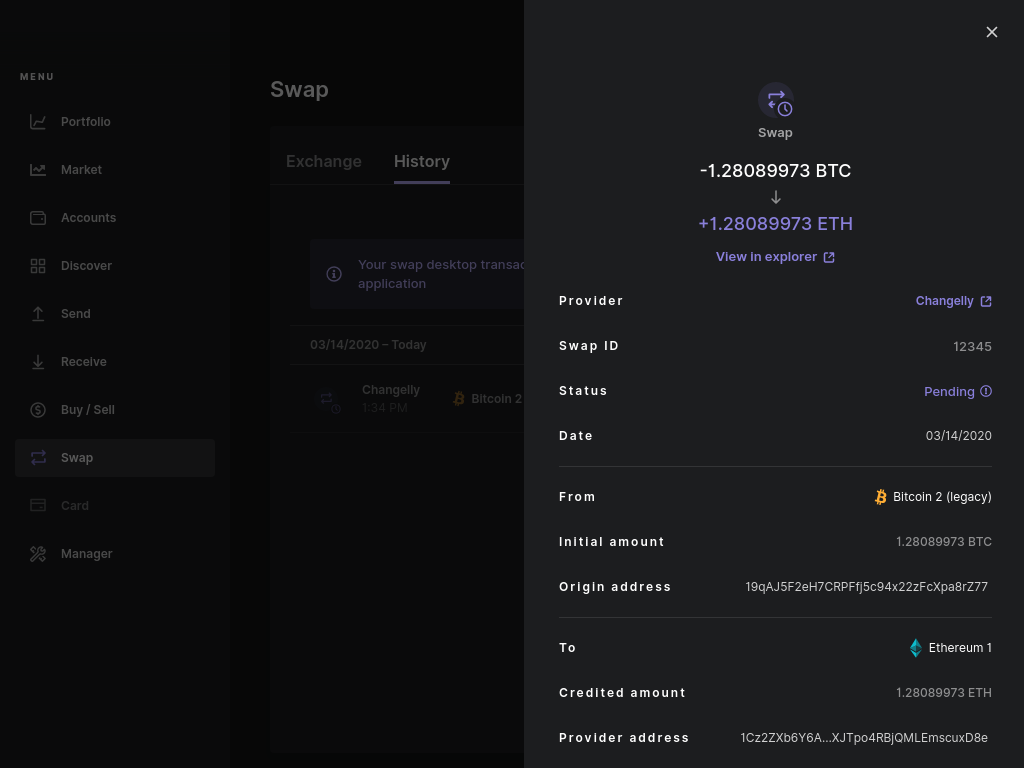 MENU
Portfolio
Market
Accounts
Discover
Send
Receive
Buy / Sell
Swap
Card
Manager
Swap
Exchange
History
Your swap desktop transac
application
03/14/2020 – Today
Changelly
1:34 PM
Bitcoin 2
Swap
-1.28089973 BTC
+1.28089973 ETH
View in explorer
Provider Changelly
Swap ID 12345
Status Pending
Date 03/14/2020
From Bitcoin 2 (legacy)
Initial amount 1.28089973 BTC
Origin address 19qAJ5F2eH7CRPFfj5c94x22zFcXpa8rZ77
To Ethereum 1
Credited amount 1.28089973 ETH
Provider address 1Cz2ZXb6Y6A...XJTpo4RBjQMLEmscuxD8e